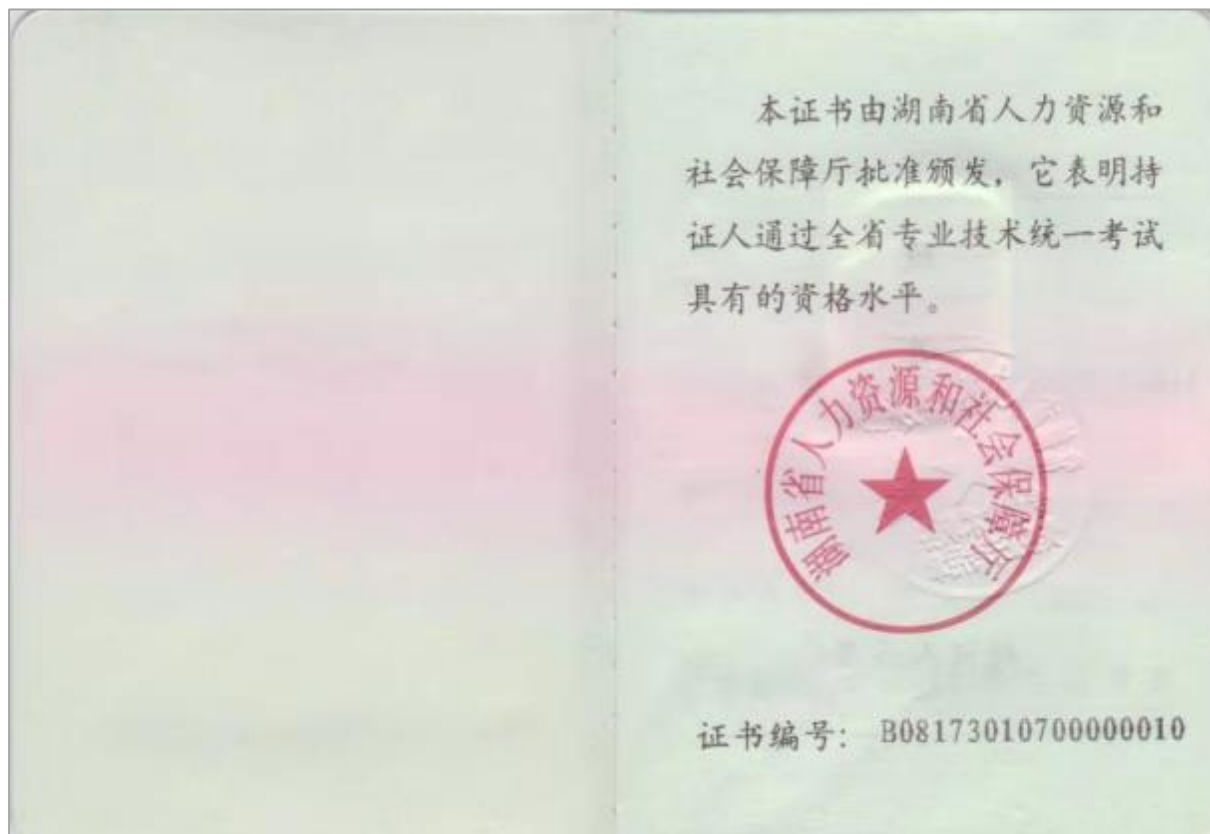 本证书由湖南省人力资源和
社会保障厅批准颁发，它表明持
证人通过全省专业技术统一考试
具有的资格水平。
湖南省人力资源和社会保障厅
证书编号： B08173010700000010